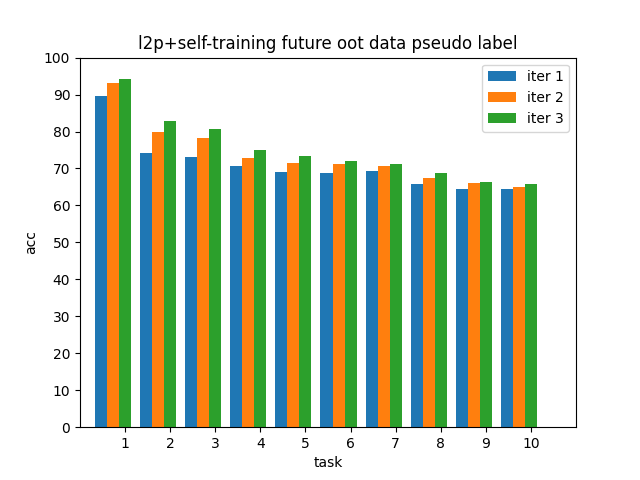 l2p+self-training future oot data pseudo label
100
90
80
70
60
50
40
30
20
10
0
acc
iter 1
iter 2
iter 3
1 2 3 4 5 6 7 8 9 10
task